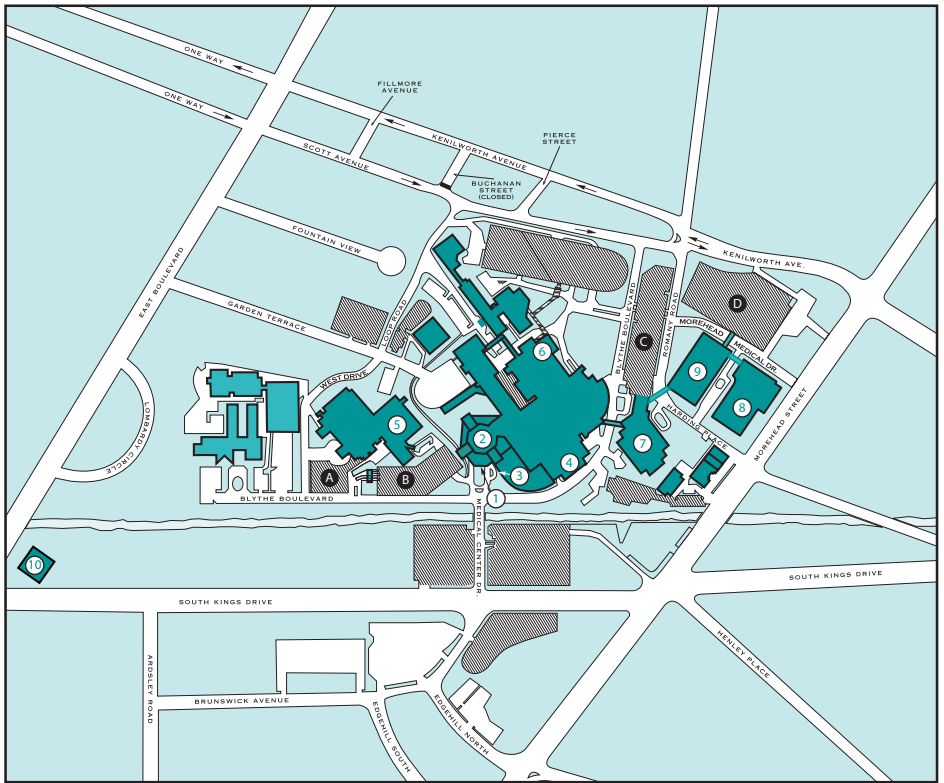 ONE WAY
ONE WAY
FILLMORE
AVENUE
KENILWORTH AVENUE
PIERCE
STREET
SCOTT AVENUE
BUCHANAN
STREET
(CLOSED)
FOUNTAIN VIEW
KENILWORTH AVE.
EAST BOULEVARD
GARDEN TERRACE
LOOP ROAD
BLYTHE BOULEVARD
ROMANY ROAD
D
MOREHEAD
MEDICAL DR.
C
6
9
WEST DRIVE
8
MOREHEAD STREET
HARDING PLACE
LOMBARDY CIRCLE
5
2
7
4
3
A
B
1
BLYTHE BOULEVARD
MEDICAL CENTER DR.
10
SOUTH KINGS DRIVE
SOUTH KINGS DRIVE
HENLEY PLACE
ARDSLEY ROAD
BRUNSWICK AVENUE
EDGEHILL SOUTH
EDGEHILL NORTH